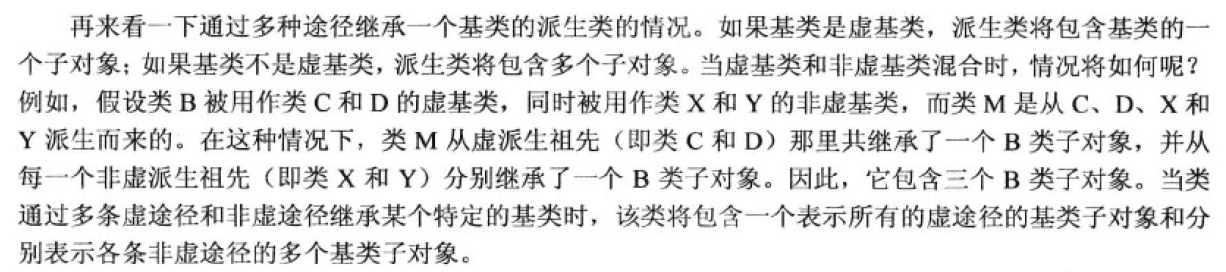 再来看一下通过多种途径继承一个基类的派生类的情况。如果基类是虚基类，派生类将包含基类的一
个子对象；如果基类不是虚基类，派生类将包含多个子对象。当虚基类和非虚基类混合时，情况将如何呢？
例如，假设类 B 被用作类 C 和 D 的虚基类，同时被用作类 X 和 Y 的非虚基类，而类 M 是从 C、D、X 和
Y 派生而来的。在这种情况下，类 M 从虚派生祖先（即类 C 和 D）那里共继承了一个 B 类子对象，并从
每一个非虚派生祖先（即类 X 和 Y）分别继承了一个 B 类子对象。因此，它包含三个 B 类子对象。当类
通过多条虚途径和非虚途径继承某个特定的基类时，该类将包含一个表示所有的虚途径的基类子对象和分
别表示各条非虚途径的多个基类子对象。